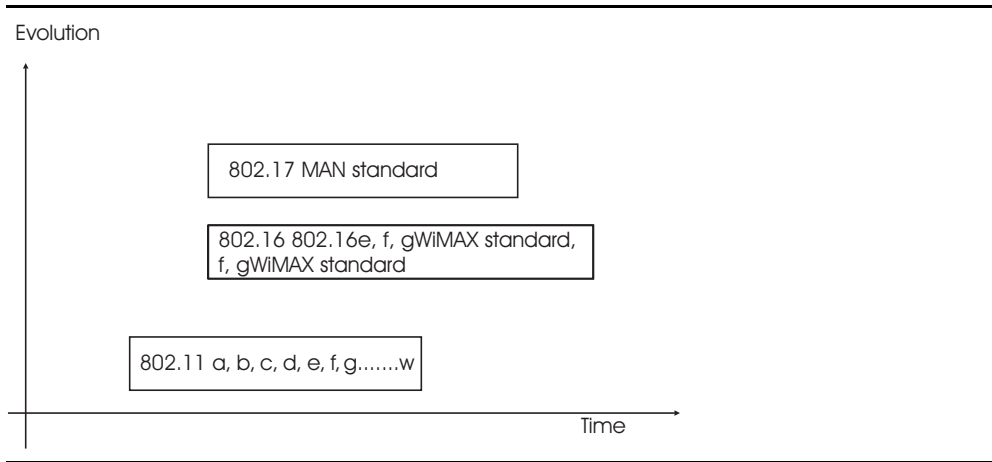 Evolution
802.17 MAN standard
802.16 802.16e, f, gWiMAX standard,
f, gWiMAX standard
802.11 a, b, c, d, e, f, g.......w
Time